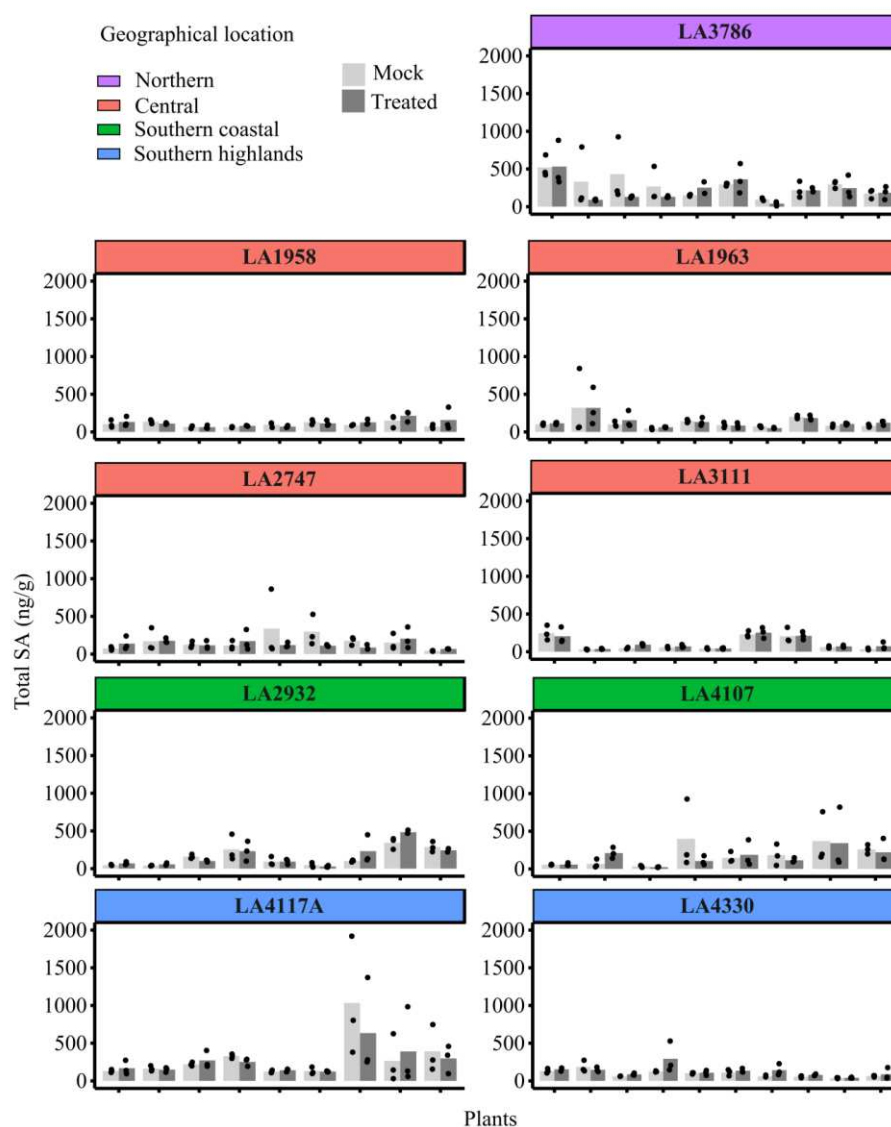 Geographical location
Northern
Central
Southern coastal
Southern highlands
Mock
Treated
LA3786
2000
1500
1000
500
0
LA1958
2000
1500
1000
500
0
LA1963
2000
1500
1000
500
0
LA2747
2000
1500
1000
500
0
LA3111
2000
1500
1000
500
0
LA2932
2000
1500
1000
500
0
LA4107
2000
1500
1000
500
0
LA4117A
2000
1500
1000
500
0
LA4330
2000
1500
1000
500
0
Total SA (ng/g)
Plants